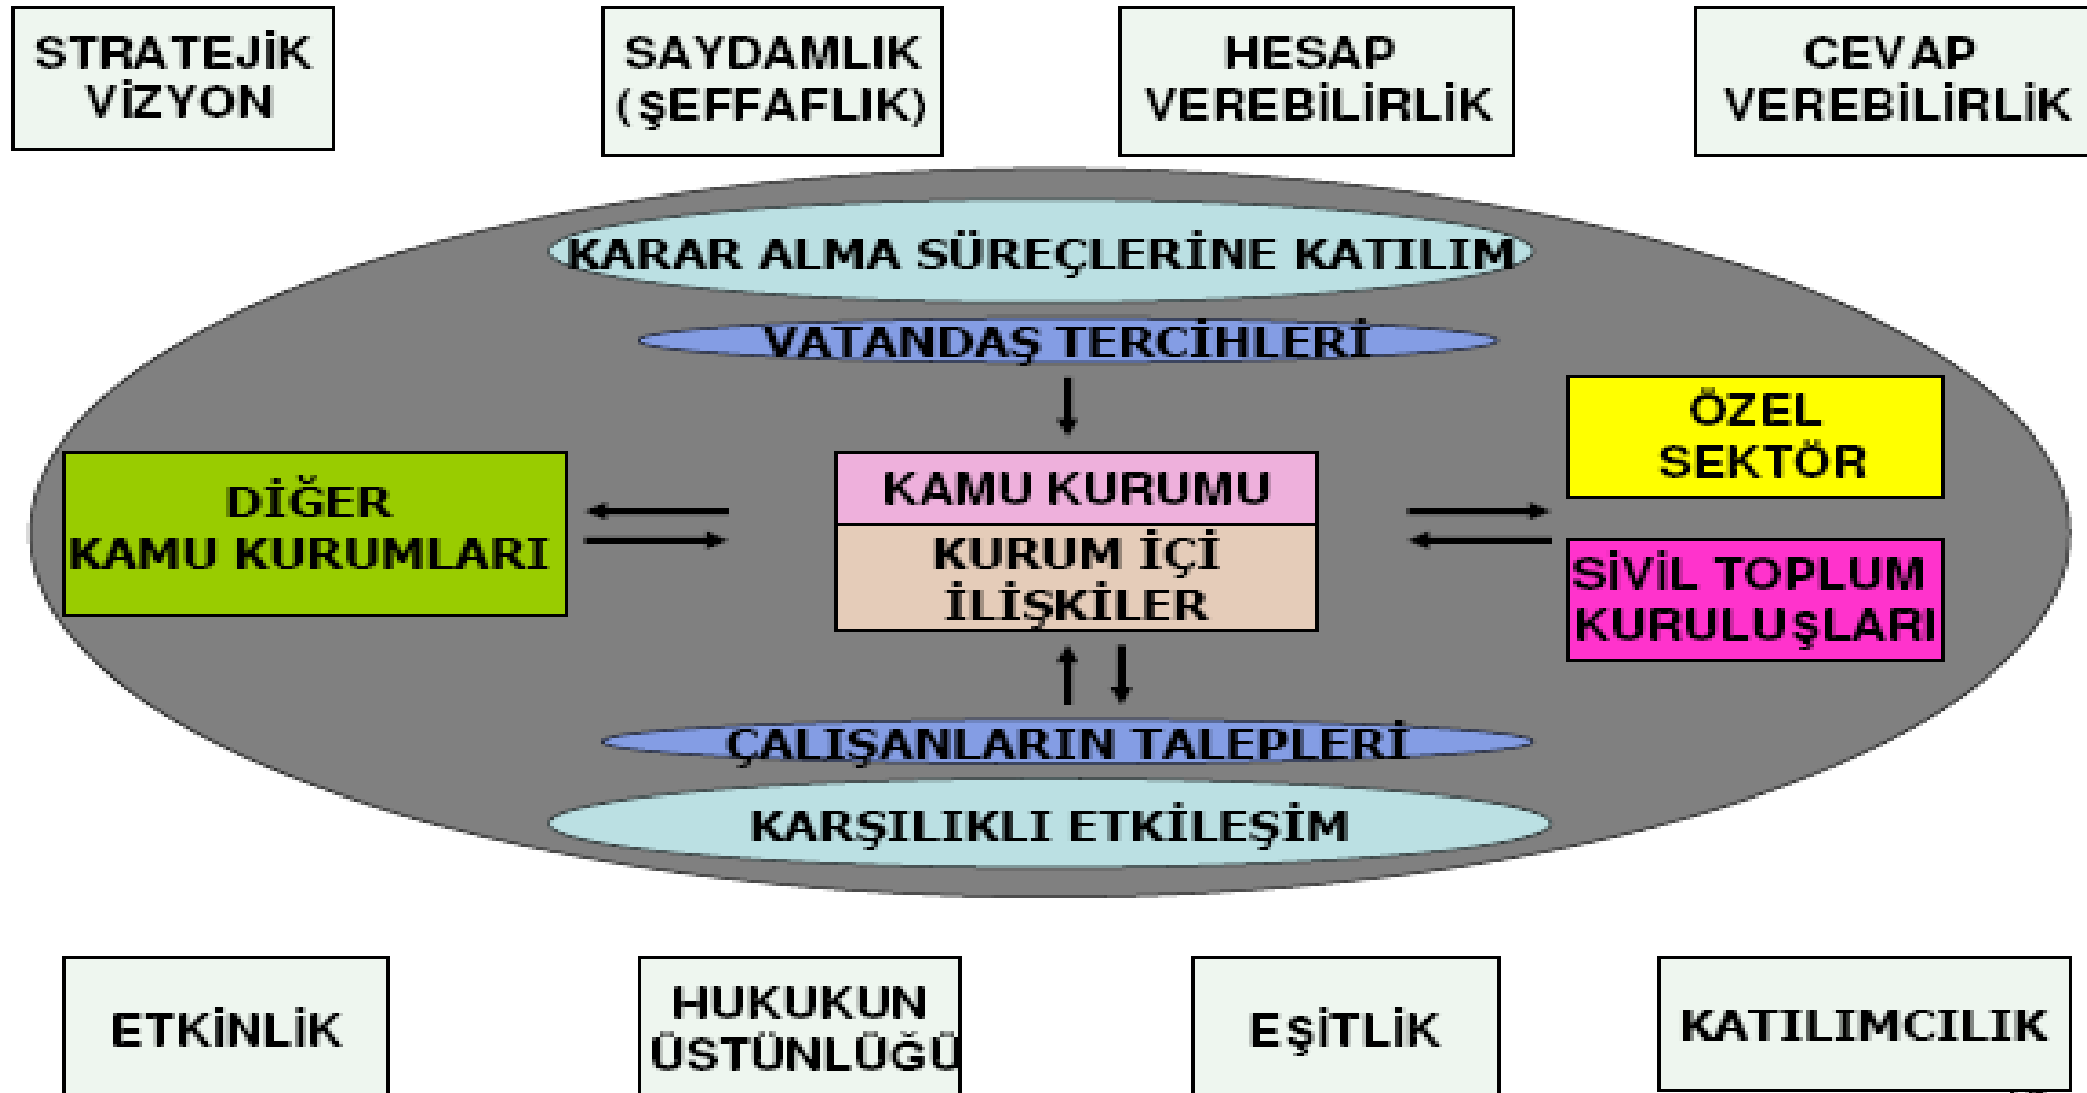 STRATEJİK
VİZYON
SAYDAMLIK
(ŞEFFAFLIK)
HESAP
VEREBİLİRLİK
CEVAP
VEREBİLİRLİK
KARAR ALMA SÜREÇLERİNE KATILIM
VATANDAŞ TERCİHLERİ
DİĞER
KAMU KURUMLARI
KAMU KURUMU
KURUM İÇİ
İLİŞKİLER
ÖZEL
SEKTÖR
SİVİL TOPLUM
KURULUŞLARI
ÇALIŞANLARIN TALEPLERİ
KARŞILIKLI ETKİLEŞİM
ETKİNLİK
HUKUKUN
ÜSTÜNLÜĞÜ
EŞİTLİK
KATILIMCILIK